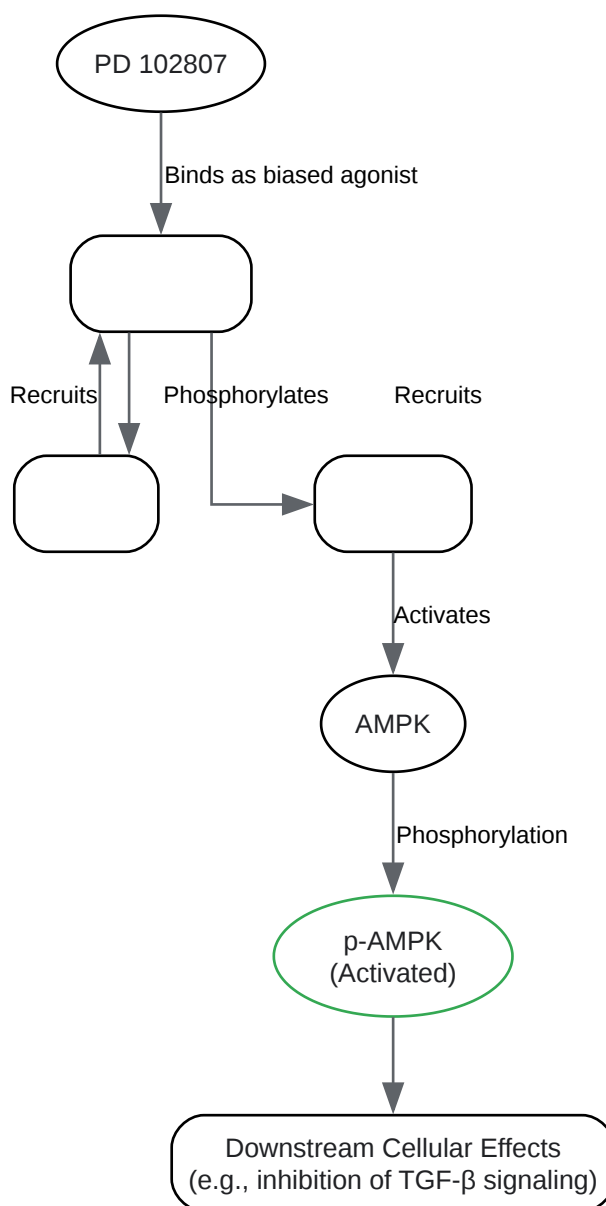 PD 102807
Binds as biased agonist
Recruits
Phosphorylates
Recruits
Activates
AMPK
Phosphorylation
p-AMPK
(Activated)
Downstream Cellular Effects
(e.g., inhibition of TGF-β signaling)